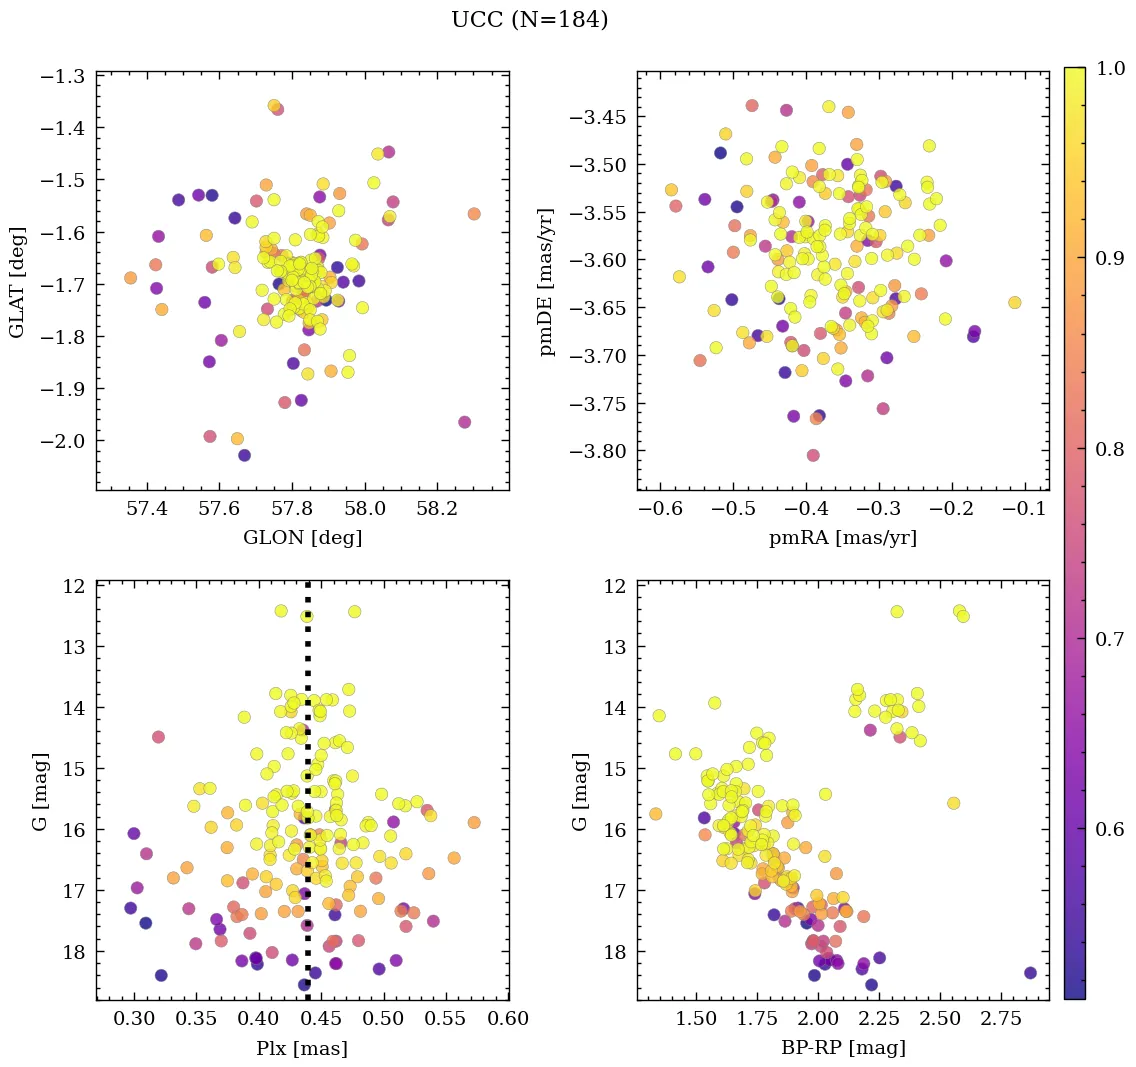 UCC (N=184)
−1.3
−1.4
−1.5
−1.6
−1.7
−1.8
−1.9
−2.0
GLAT [deg]
57.4 57.6 57.8 58.0 58.2
GLON [deg]
−3.45
−3.50
−3.55
−3.60
−3.65
−3.70
−3.75
−3.80
pmDE [mas/yr]
−0.6 −0.5 −0.4 −0.3 −0.2 −0.1
pmRA [mas/yr]
1.0
0.9
0.8
0.7
0.6
12
13
14
15
16
17
18
G [mag]
0.30 0.35 0.40 0.45 0.50 0.55 0.60
Plx [mas]
12
13
14
15
16
17
18
G [mag]
1.50 1.75 2.00 2.25 2.50 2.75
BP-RP [mag]